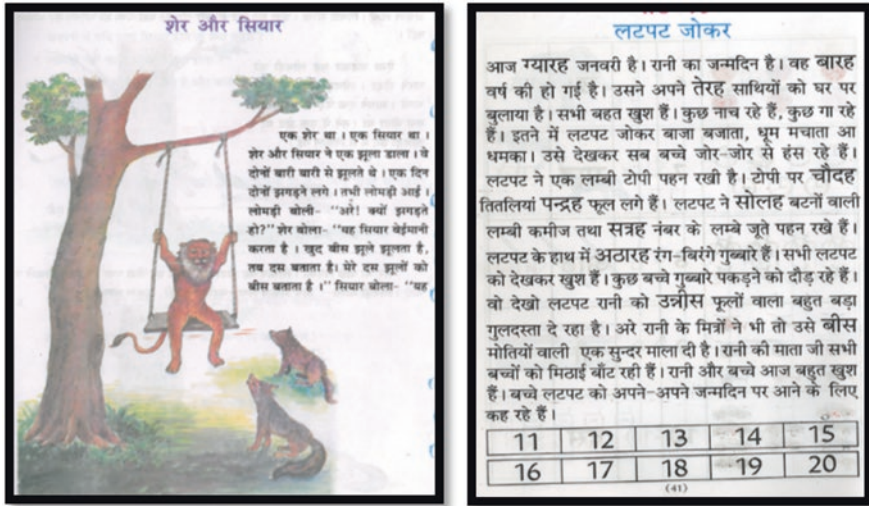 शेर और सियार
एक शेर था । एक सियार था ।
शेर और सियार ने एक झूला डाला । वे
दोनों बारी बारी से झूलते थे । एक दिन
दोनों झगड़ने लगे । तभी लोमड़ी आई ।
लोमड़ी बोली- ‘‘अरे! क्यों झगड़ते
हो?’’ शेर बोला- ‘‘यह सियार बेईमानी
करता है । खुद बीस झूले झूलता है,
तब दस बताता है। मेरे दस झूलों को
बीस बताता है ।’’ सियार बोला- ‘‘यह
लटपट जोकर
आज ग्यारह जनवरी है। रानी का जन्मदिन है। वह बारह
वर्ष की हो गई है। उसने अपने तेरह साथियों को घर पर
बुलाया है। सभी बहुत खुश हैं। कुछ नाच रहे हैं, कुछ गा रहे
हैं। इतने में लटपट जोकर बाजा बजाता, धूम मचाता आ
धमका। उसे देखकर सब बच्चे जोर-जोर से हंस रहे हैं।
लटपट ने एक लम्बी टोपी पहन रखी है। टोपी पर चौदह
तितलियां पन्द्रह फूल लगे हैं। लटपट ने सोलह बटनों वाली
लम्बी कमीज तथा सत्रह नंबर के लम्बे जूते पहन रखे हैं।
लटपट के हाथ में अठारह रंग-बिरंगे गुब्बारे हैं। सभी लटपट
को देखकर खुश हैं। कुछ बच्चे गुब्बारे पकड़ने को दौड़ रहे हैं।
वो देखो लटपट रानी को उन्नीस फूलों वाला बहुत बड़ा
गुलदस्ता दे रहा है। अरे रानी के मित्रों ने भी तो उसे बीस
मोतियों वाली एक सुन्दर माला दी है। रानी की माता जी सभी
बच्चों को मिठाई बाँट रही हैं। रानी और बच्चे आज बहुत खुश
हैं। बच्चे लटपट को अपने-अपने जन्मदिन पर आने के लिए
कह रहे हैं।
11 12 13 14 15
16 17 18 19 20
(41)